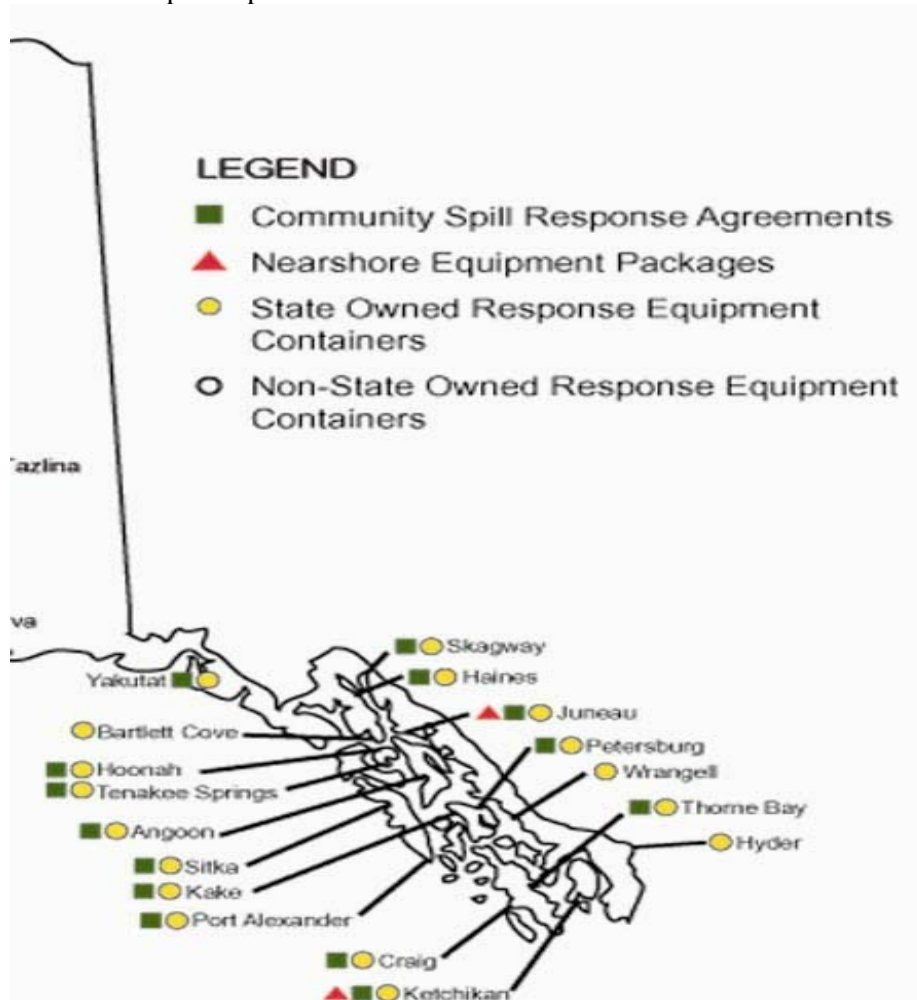 LEGEND
Community Spill Response Agreements
Nearshore Equipment Packages
State Owned Response Equipment
Containers
Non-State Owned Response Equipment
Containers
azlina
va
Skagway
Yakutat
Haines
Juneau
Bartlett Cove
Petersburg
Hoonah
Wrangell
Tenakee Springs
Thorne Bay
Angoon
Hyder
Sitka
Kake
Port Alexander
Craig
Ketchikan